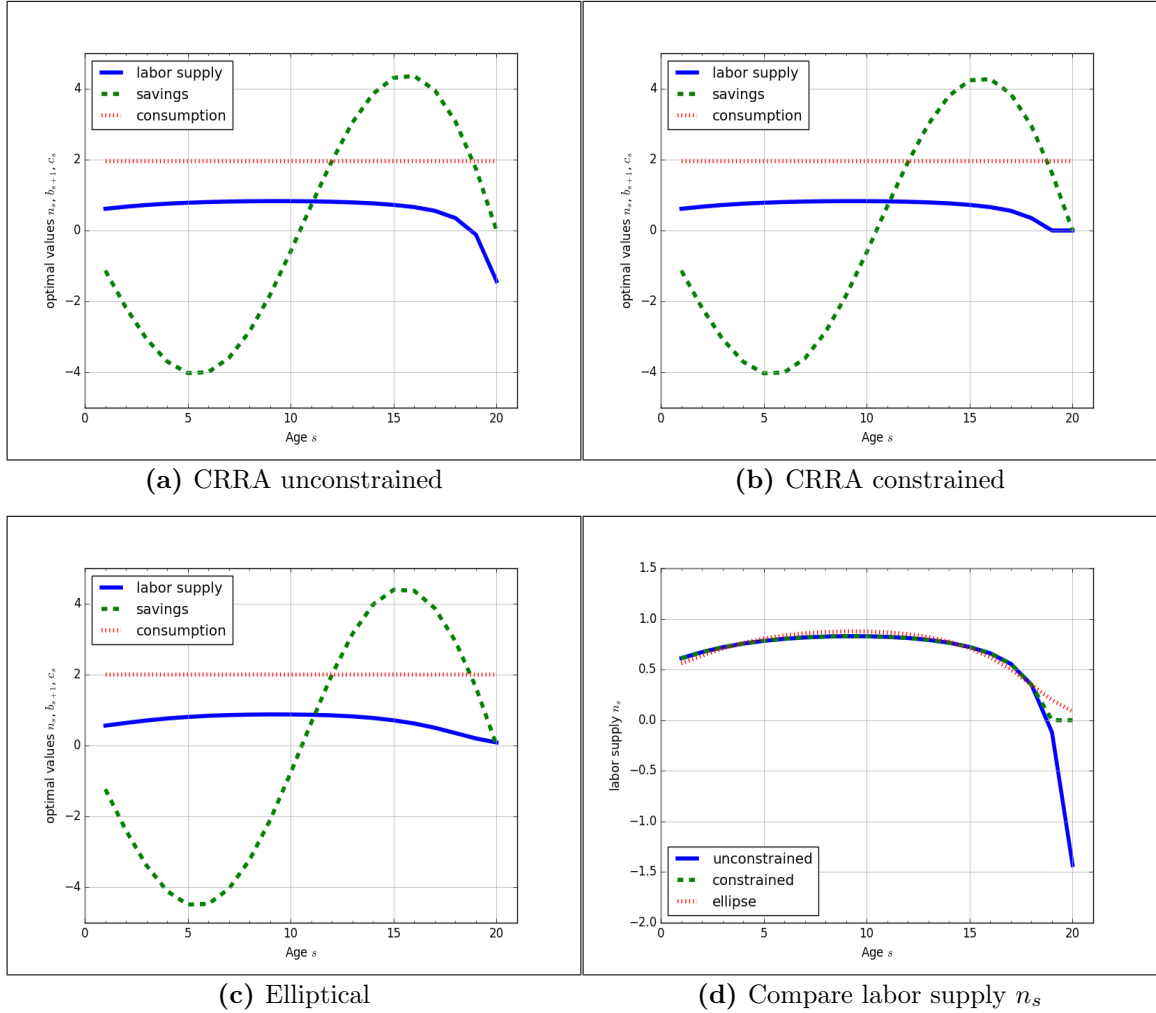 labor supply
savings
consumption
4
2
0
−2
−4
optimal values n_s, b_{s+1}, c_s
0 5 10 15 20
Age s
(a) CRRA unconstrained
labor supply
savings
consumption
4
2
0
−2
−4
optimal values n_s, b_{s+1}, c_s
0 5 10 15 20
Age s
(b) CRRA constrained
labor supply
savings
consumption
4
2
0
−2
−4
optimal values n_s, b_{s+1}, c_s
0 5 10 15 20
Age s
(c) Elliptical
1.5
1.0
0.5
0.0
−0.5
−1.0
−1.5
−2.0
labor supply n_s
unconstrained
constrained
ellipse
0 5 10 15 20
Age s
(d) Compare labor supply n_s